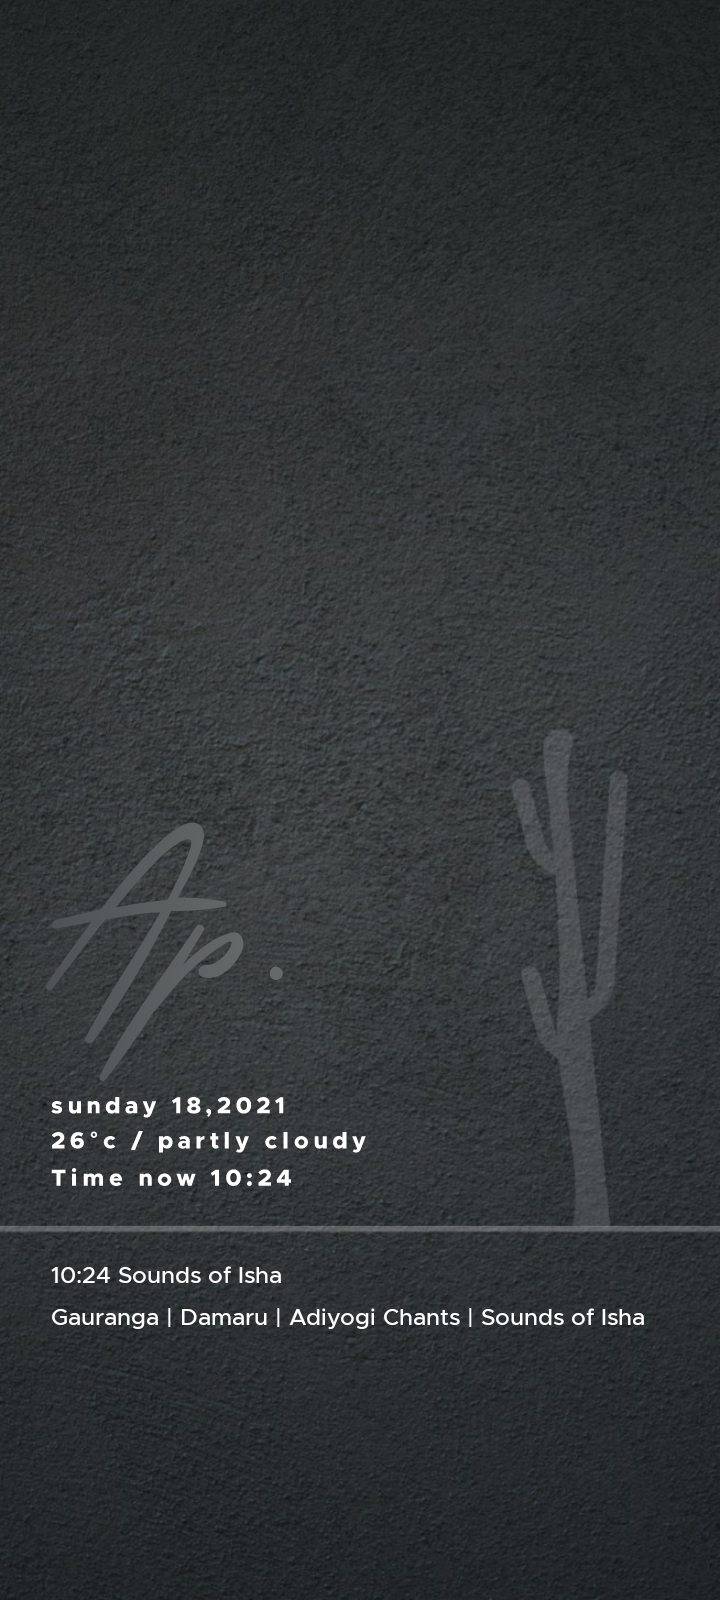 Ap.
sunday 18,2021
26°c / partly cloudy
Time now 10:24
10:24 Sounds of Isha
Gauranga | Damaru | Adiyogi Chants | Sounds of Isha